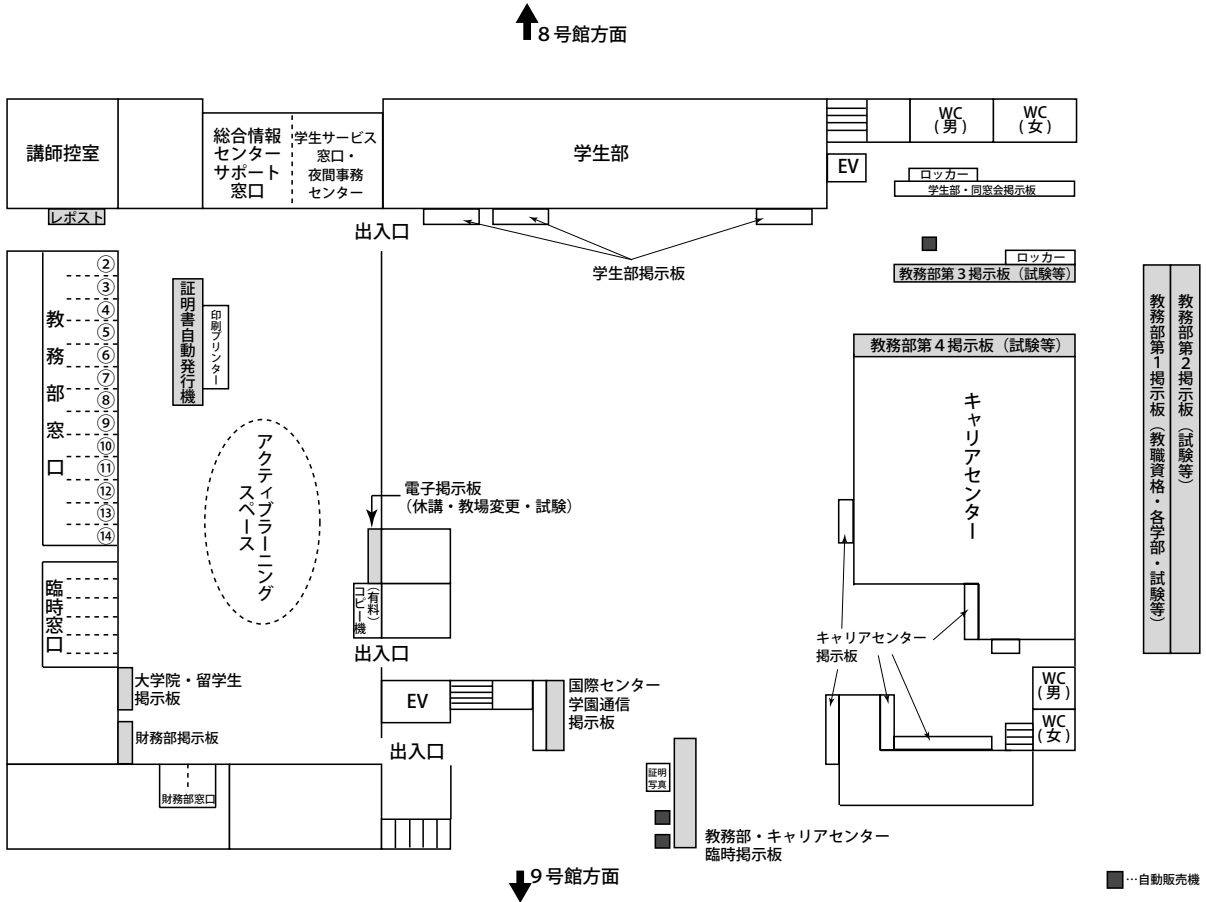 8号館方面
講師控室
総合情報
センター
サポート
窓口
学生サービス
窓口・
夜間事務
センター
学生部
WC
(男)
WC
(女)
EV
ロッカー
学生部・同窓会掲示板
レポスト
出入口
学生部掲示板
ロッカー
教務部第3掲示板（試験等）
教務部第4掲示板（試験等）
教務部第1掲示板（教職資格・各学部・試験等）
教務部第2掲示板（試験等）
教務部窓口
②
③
④
⑤
⑥
⑦
⑧
⑨
⑩
⑪
⑫
⑬
⑭
証明書自動発行機
印刷プリンター
アクティブラーニング
スペース
キャリアセンター
電子掲示板
（休講・教場変更・試験）
（有料）
コピー機
臨時窓口
出入口
キャリアセンター
掲示板
大学院・留学生
掲示板
財務部掲示板
EV
国際センター
学園通信
掲示板
WC
(男)
WC
(女)
出入口
財務部窓口
証明
写真
教務部・キャリアセンター
臨時掲示板
9号館方面
…自動販売機